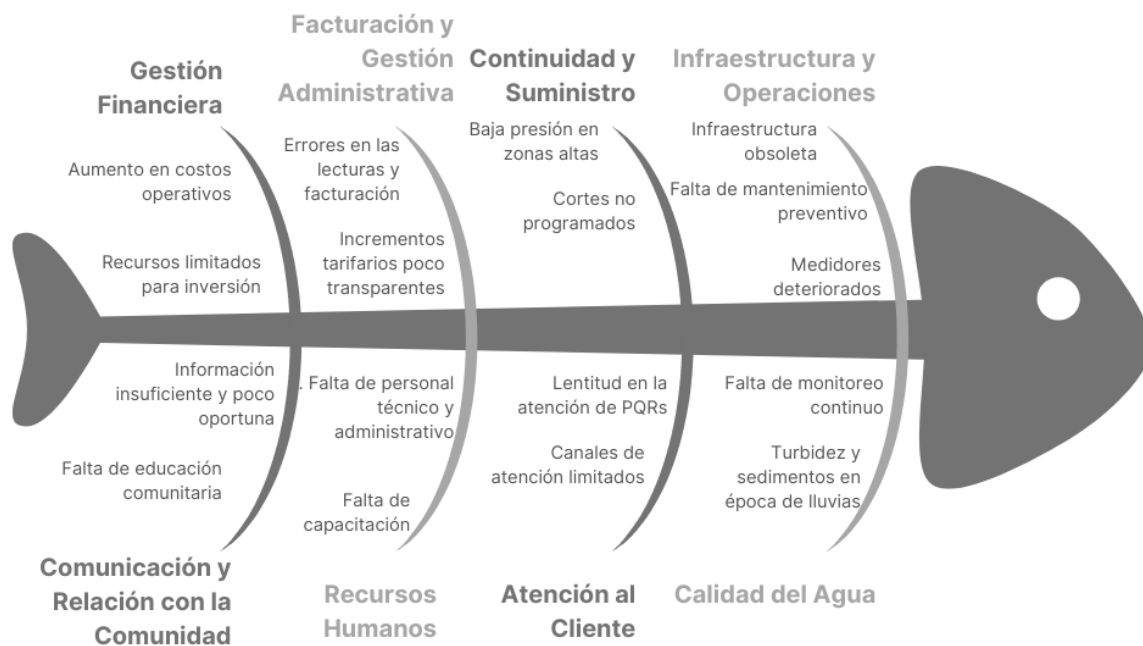 Gestión
Financiera
Aumento en costos
operativos
Recursos limitados
para inversión
Facturación y
Gestión
Administrativa
Errores en las
lecturas y
facturación
Incrementos
tarifarios poco
transparentes
Continuidad y
Suministro
Baja presión en
zonas altas
Cortes no
programados
Infraestructura y
Operaciones
Infraestructura
obsoleta
Falta de mantenimiento
preventivo
Medidores
deteriorados
Información
insuficiente y poco
oportuna
Falta de educación
comunitaria
Comunicación y
Relación con la
Comunidad
. Falta de personal
técnico y
administrativo
Falta de
capacitación
Recursos
Humanos
Lentitud en la
atención de PQRs
Canales de
atención limitados
Atención al
Cliente
Falta de monitoreo
continuo
Turbidez y
sedimentos en
época de lluvias
Calidad del Agua